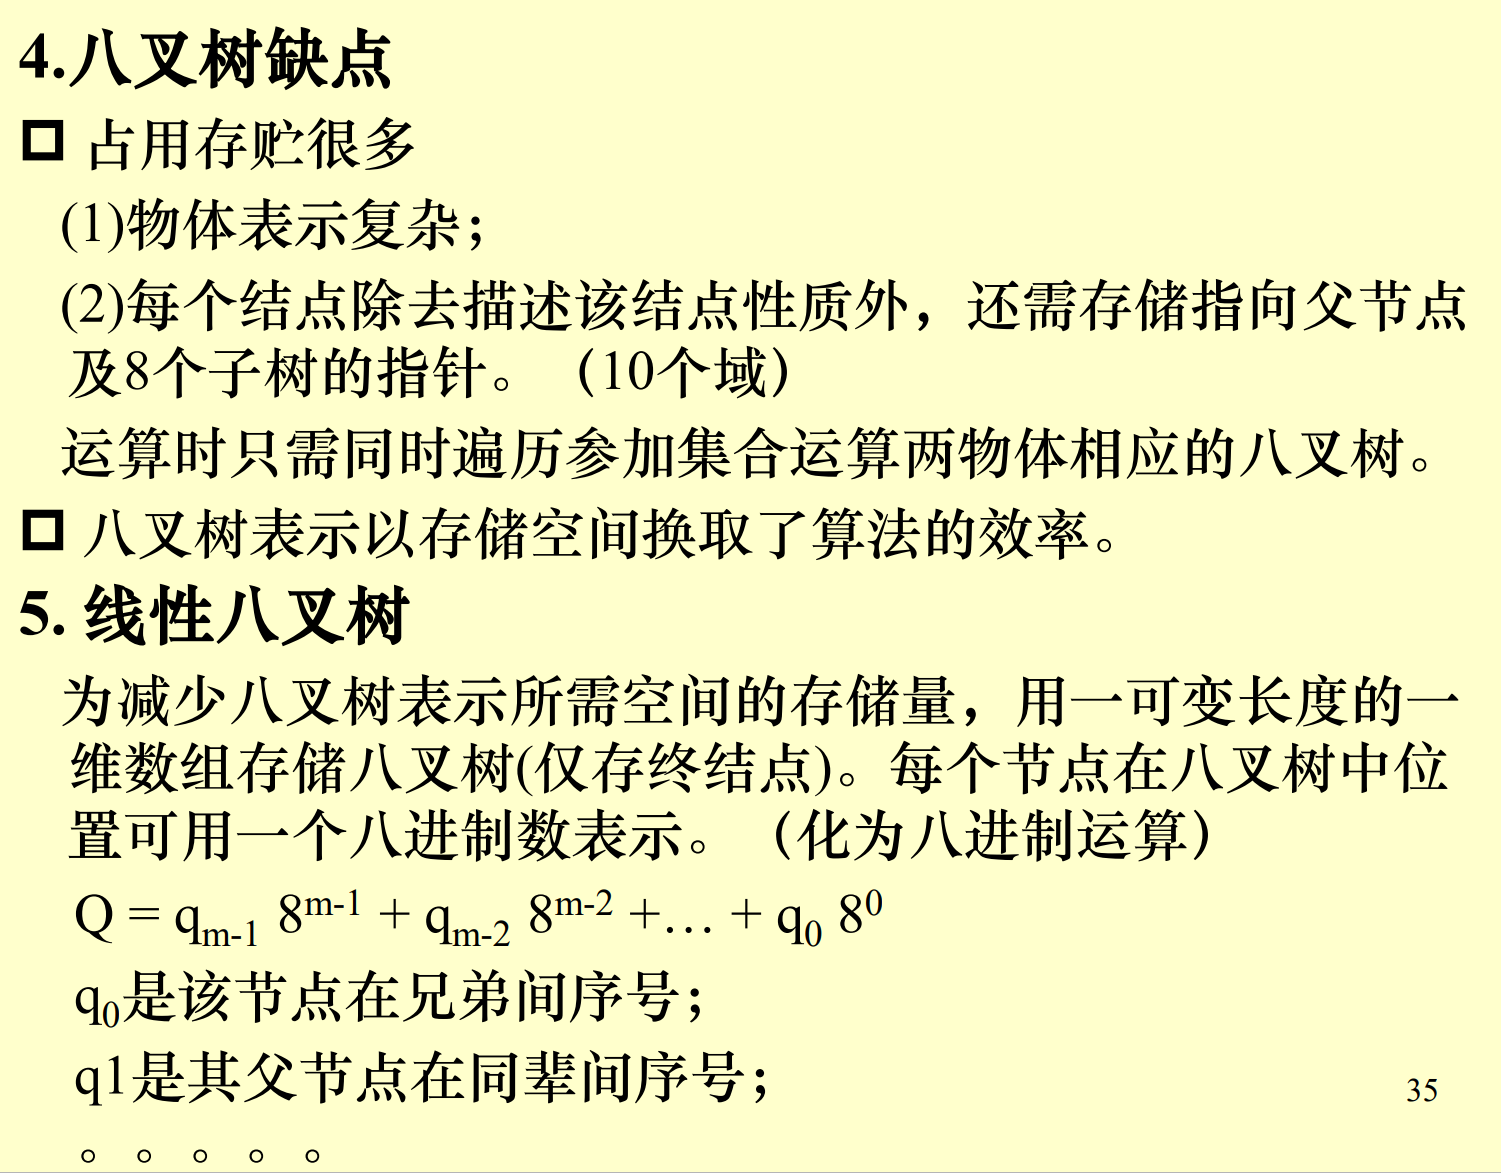 4.八叉树缺点
占用存贮很多
(1)物体表示复杂；
(2)每个结点除去描述该结点性质外，还需存储指向父节点
及8个子树的指针。（10个域）
运算时只需同时遍历参加集合运算两物体相应的八叉树。
八叉树表示以存储空间换取了算法的效率。
5. 线性八叉树
为减少八叉树表示所需空间的存储量，用一可变长度的一
维数组存储八叉树(仅存终结点)。每个节点在八叉树中位
置可用一个八进制数表示。（化为八进制运算）
Q = qₘ₋₁ 8ᵐ⁻¹ + qₘ₋₂ 8ᵐ⁻² +… + q₀ 8⁰
q₀是该节点在兄弟间序号；
q1是其父节点在同辈间序号；
35
。。。。。